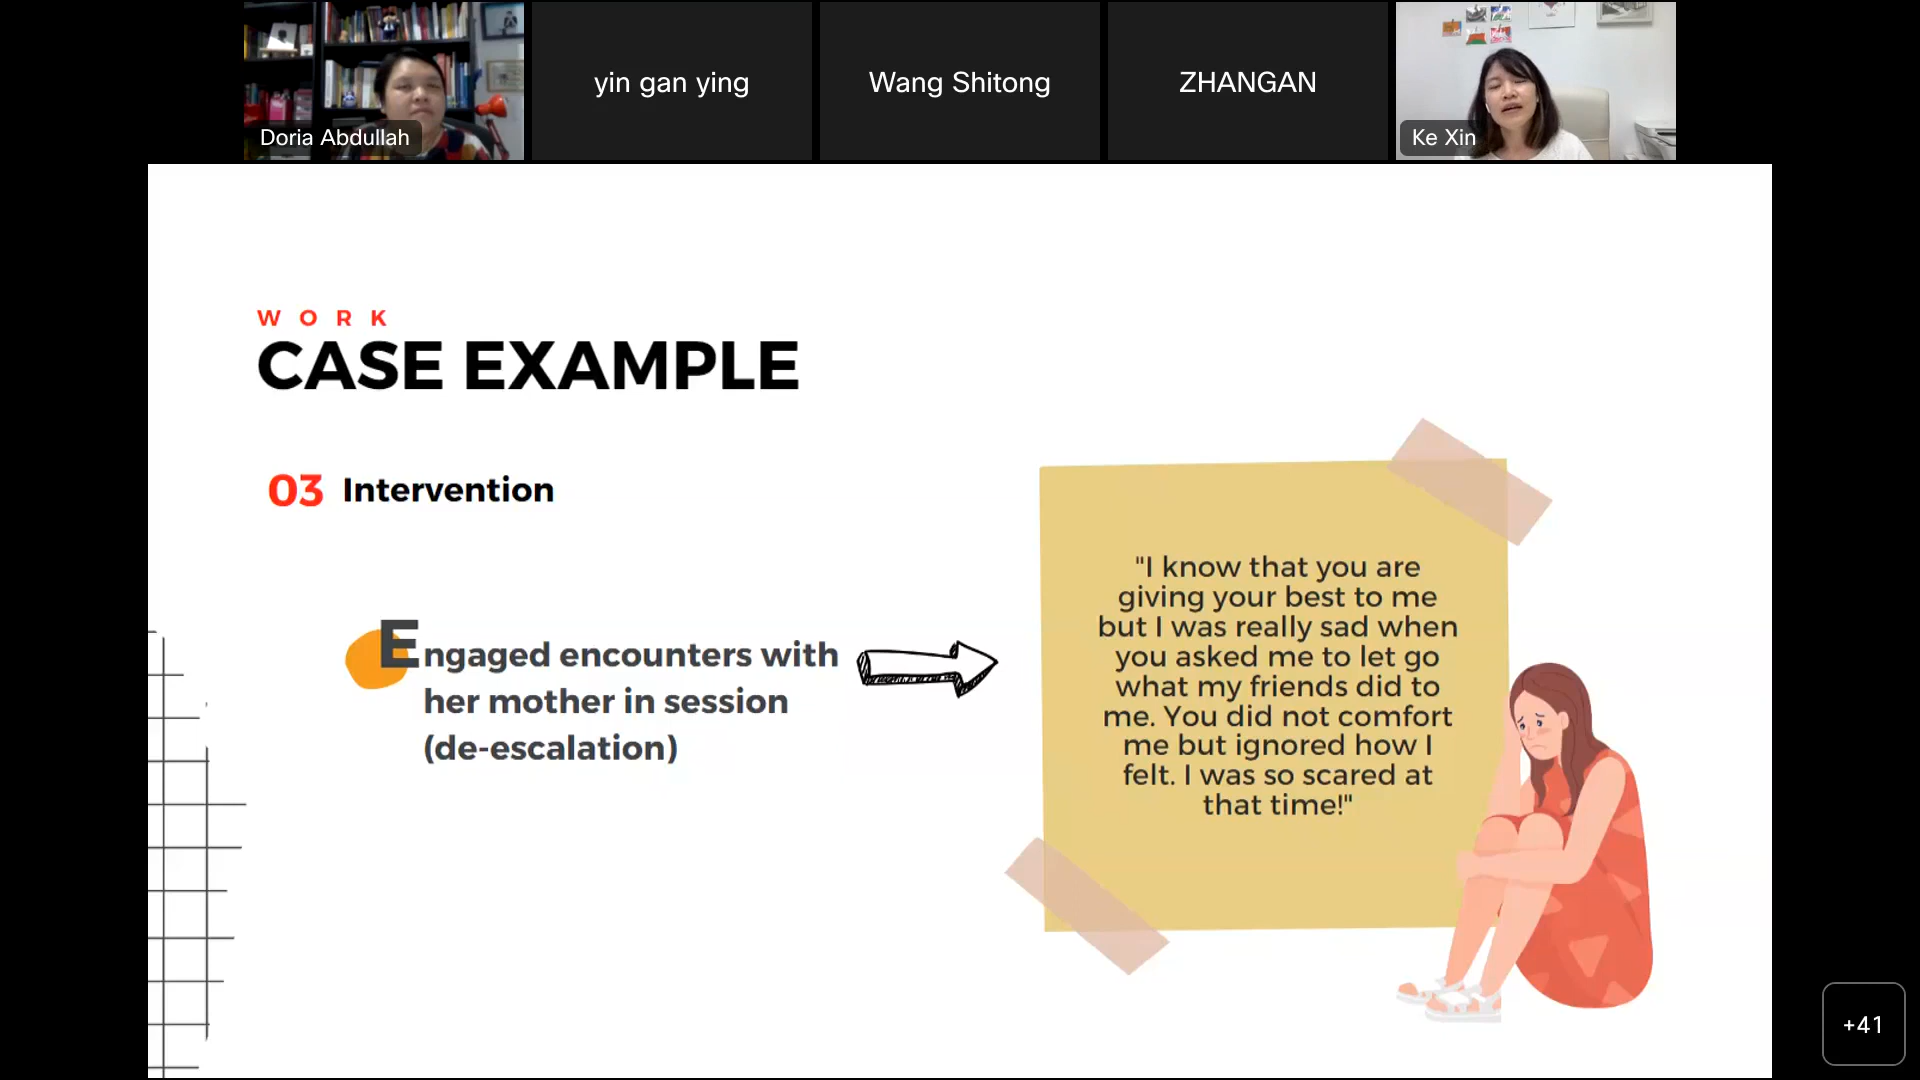 Doria Abdullah
yin gan ying
Wang Shitong
ZHANGAN
Ke Xin
WORK
CASE EXAMPLE
03 Intervention
Engaged encounters with
her mother in session
(de-escalation)
"I know that you are
giving your best to me
but I was really sad when
you asked me to let go
what my friends did to
me. You did not comfort
me but ignored how I
felt. I was so scared at
that time!"
+41